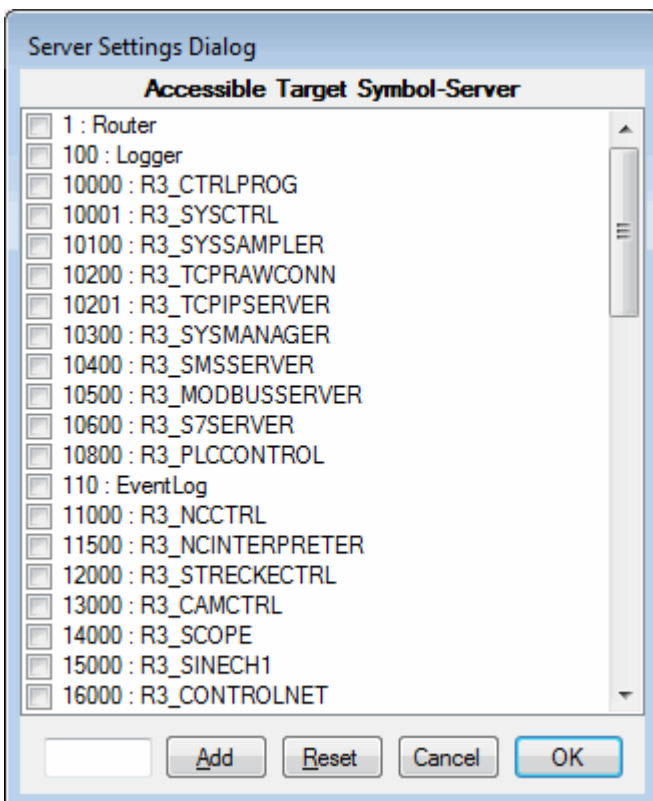 Server Settings Dialog
Accessible Target Symbol-Server
1 : Router
100 : Logger
10000 : R3_CTRLPROG
10001 : R3_SYSCTRL
10100 : R3_SYSSAMPLER
10200 : R3_TCPRAWCONN
10201 : R3_TCPIPSERVER
10300 : R3_SYSMANAGER
10400 : R3_SMSSERVER
10500 : R3_MODBUSSERVER
10600 : R3_S7SERVER
10800 : R3_PLCCONTROL
110 : EventLog
11000 : R3_NCCTRL
11500 : R3_NCINTERPRETER
12000 : R3_STRECKECTRL
13000 : R3_CAMCTRL
14000 : R3_SCOPE
15000 : R3_SINECH1
16000 : R3_CONTROLNET
Add Reset Cancel OK